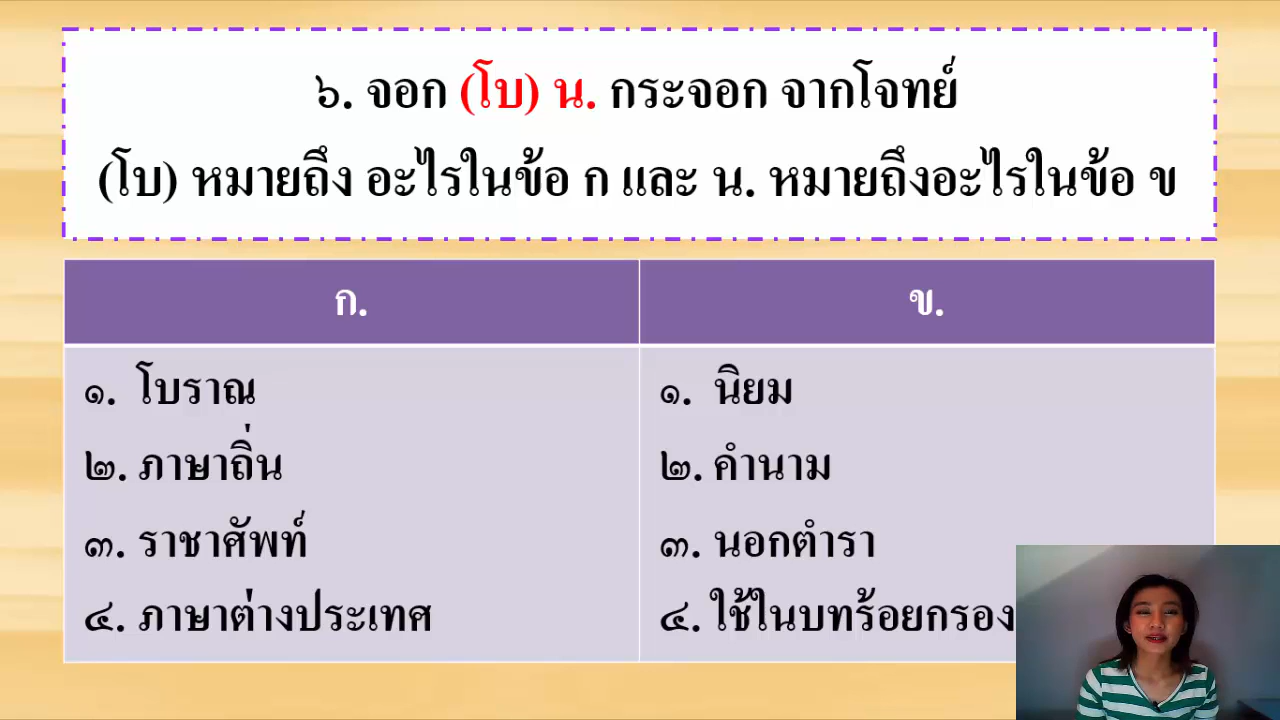 ๖. จอก (โบ) น. กระจอก จากโจทย์
(โบ) หมายถึง อะไรในข้อ ก และ น. หมายถึงอะไรในข้อ ข
ก.
ข.
๑. โบราณ
๒. ภาษาถิ่น
๓. ราชาศัพท์
๔. ภาษาต่างประเทศ
๑. นิยม
๒. คำนาม
๓. นอกตำรา
๔. ใช้ในบทร้อยกรอง